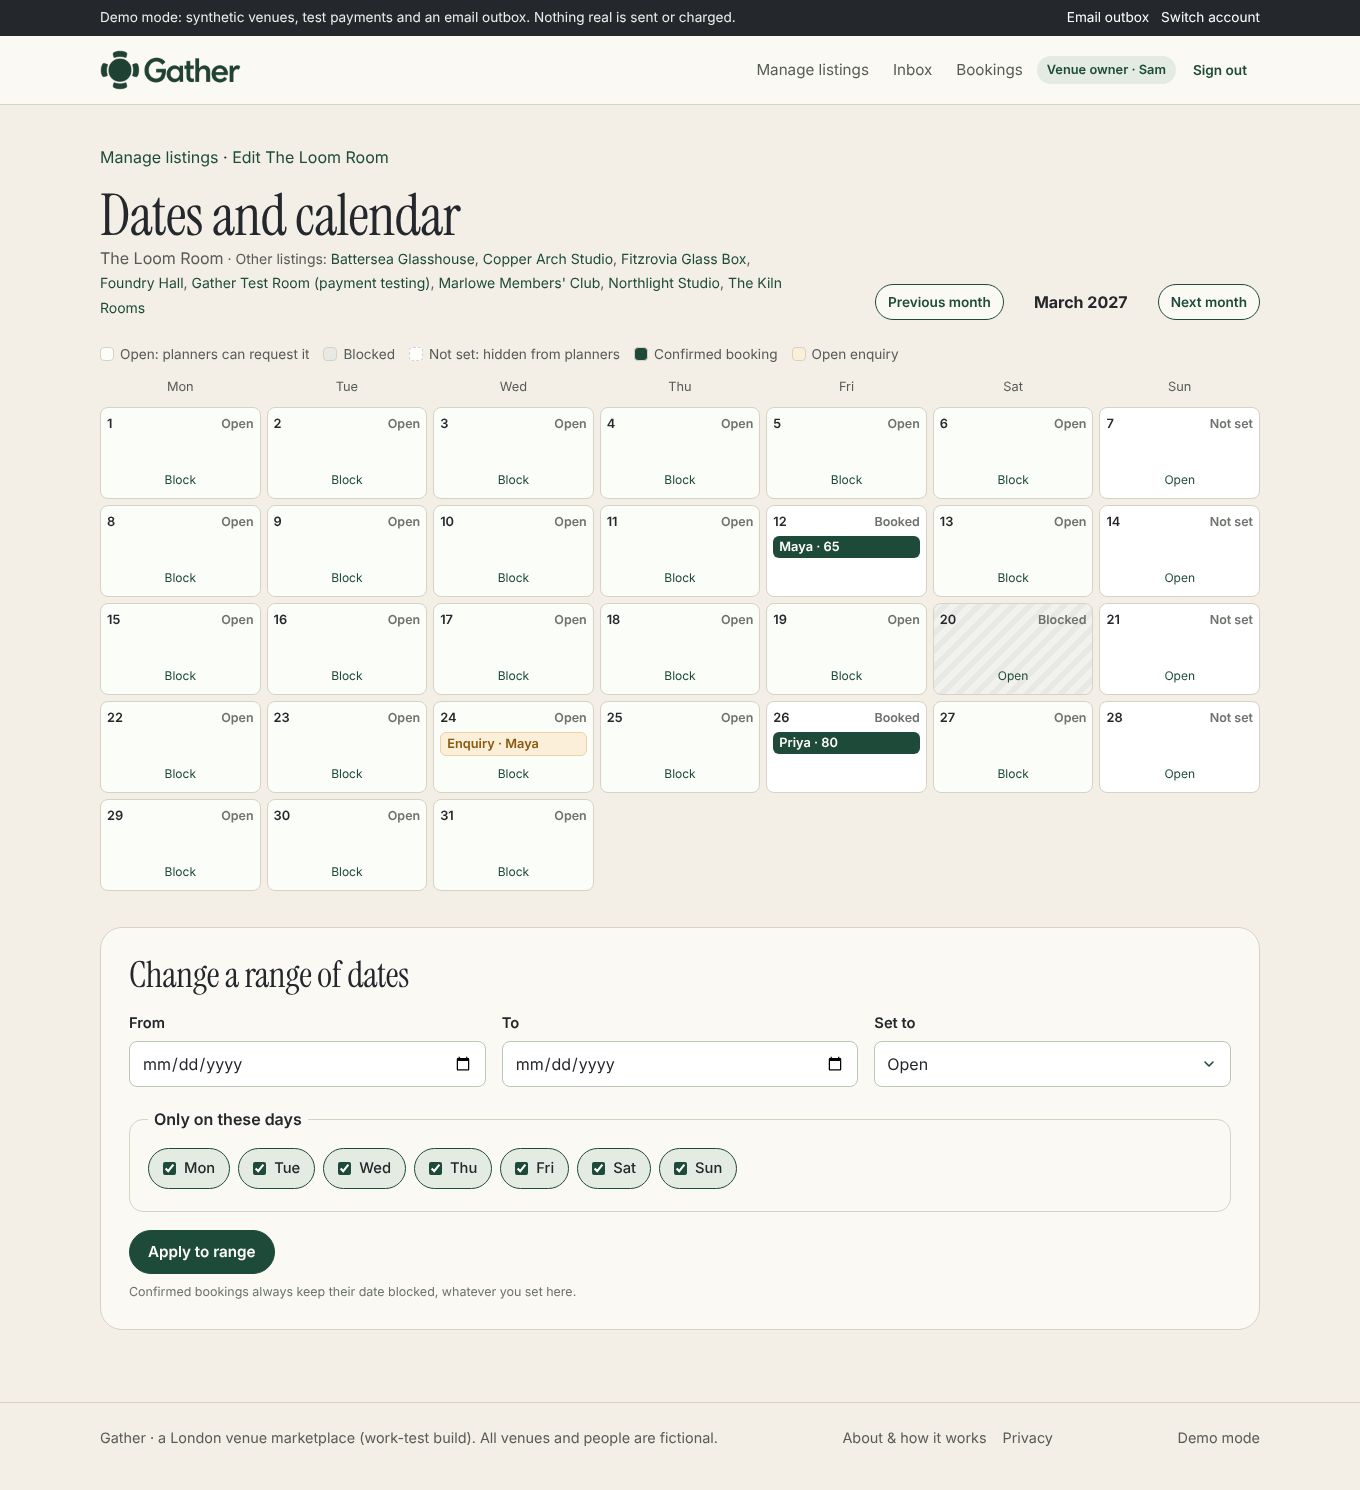 Demo mode: synthetic venues, test payments and an email outbox. Nothing real is sent or charged.
Email outbox Switch account
Gather
Manage listings Inbox Bookings Venue owner · Sam Sign out
Manage listings · Edit The Loom Room
Dates and calendar
The Loom Room · Other listings: Battersea Glasshouse, Copper Arch Studio, Fitzrovia Glass Box,
Foundry Hall, Gather Test Room (payment testing), Marlowe Members' Club, Northlight Studio, The Kiln
Rooms
Previous month March 2027 Next month
Open: planners can request it Blocked Not set: hidden from planners Confirmed booking Open enquiry
Mon Tue Wed Thu Fri Sat Sun
1 Open 2 Open 3 Open 4 Open 5 Open 6 Open 7 Not set
Block Block Block Block Block Block Open
8 Open 9 Open 10 Open 11 Open 12 Booked 13 Open 14 Not set
Maya · 65
Block Block Block Block Block Open
15 Open 16 Open 17 Open 18 Open 19 Open 20 Blocked 21 Not set
Block Block Block Block Block Open Open
22 Open 23 Open 24 Open 25 Open 26 Booked 27 Open 28 Not set
Enquiry · Maya Priya · 80
Block Block Block Block Block Open
29 Open 30 Open 31 Open
Block Block Block
Change a range of dates
From To Set to
mm/dd/yyyy mm/dd/yyyy Open
Only on these days
Mon Tue Wed Thu Fri Sat Sun
Apply to range
Confirmed bookings always keep their date blocked, whatever you set here.
Gather · a London venue marketplace (work-test build). All venues and people are fictional.
About & how it works Privacy Demo mode